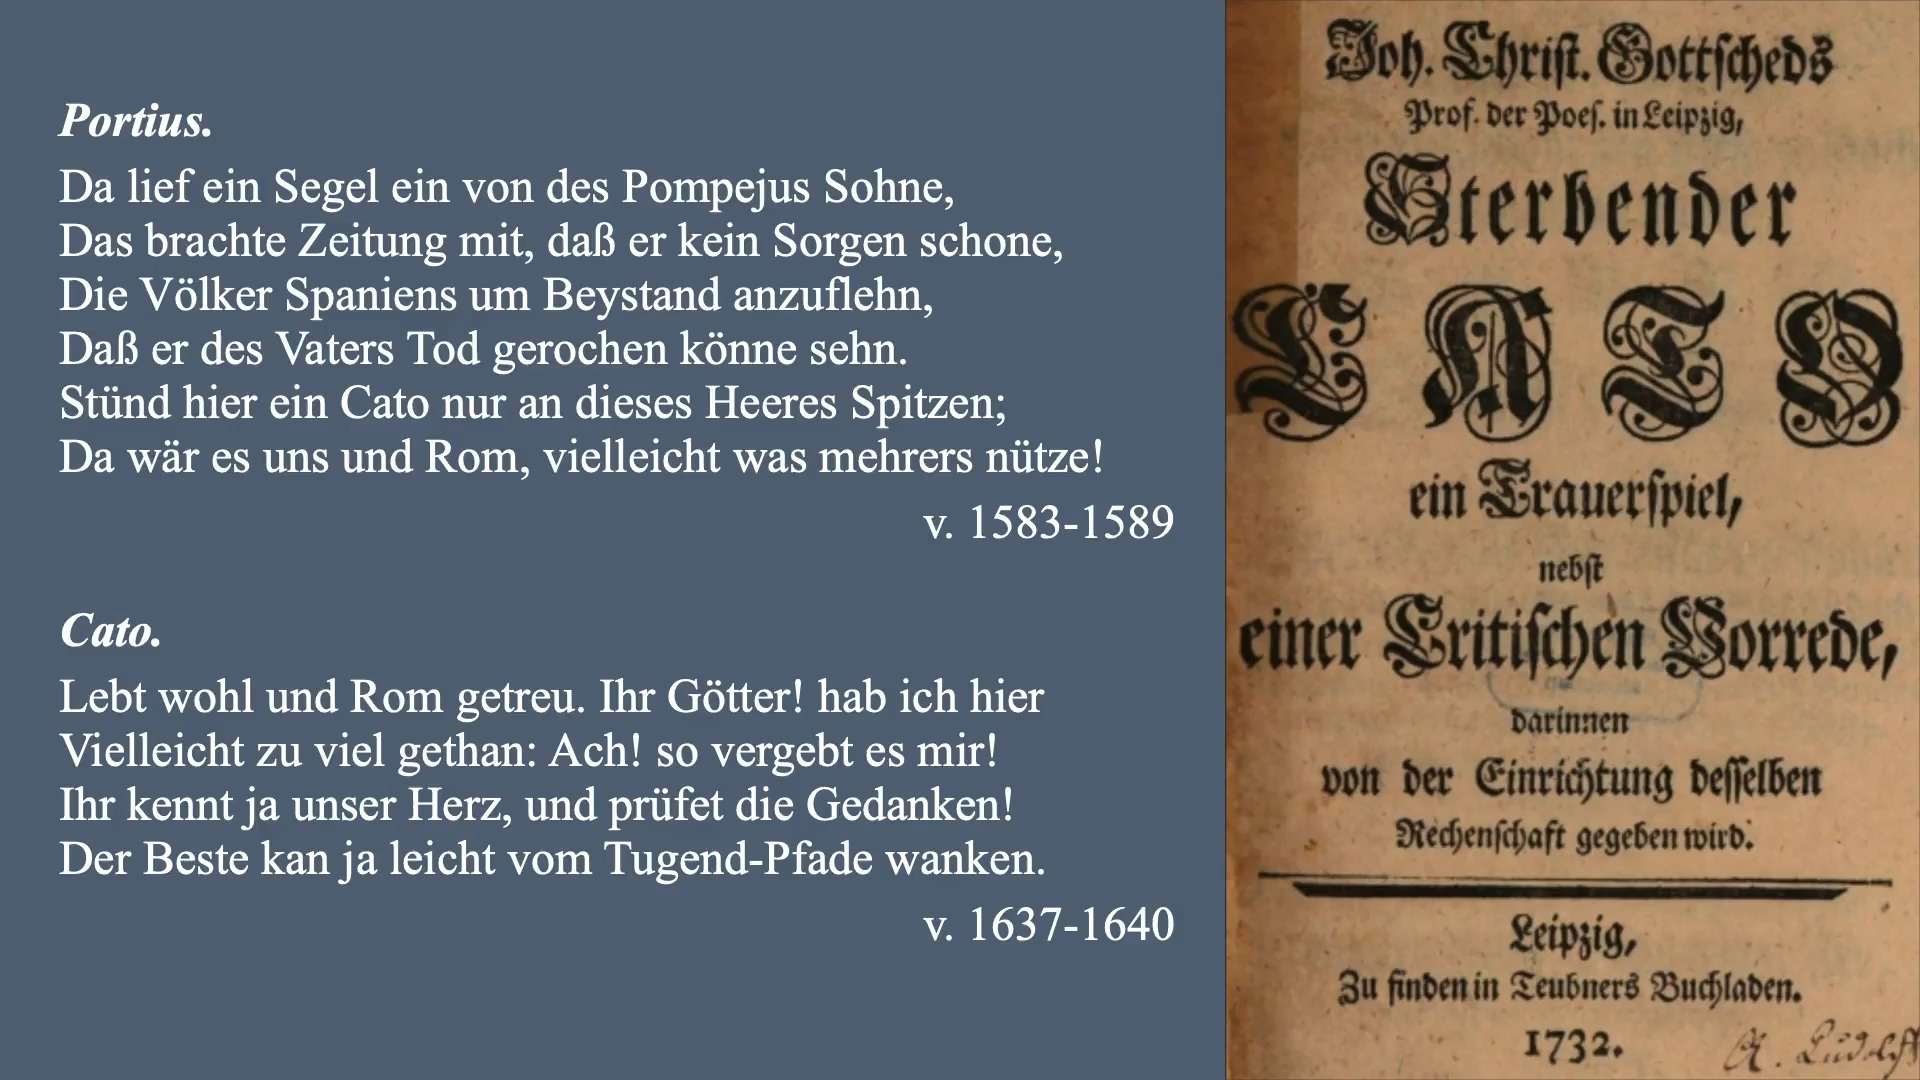 Portius.
Da lief ein Segel ein von des Pompejus Sohne,
Das brachte Zeitung mit, daß er kein Sorgen schone,
Die Völker Spaniens um Beystand anzuflehn,
Daß er des Vaters Tod gerochen könne sehn.
Stünd hier ein Cato nur an dieses Heeres Spitzen;
Da wär es uns und Rom, vielleicht was mehrers nütze!
v. 1583-1589
Cato.
Lebt wohl und Rom getreu. Ihr Götter! hab ich hier
Vielleicht zu viel gethan: Ach! so vergebt es mir!
Ihr kennt ja unser Herz, und prüfet die Gedanken!
Der Beste kan ja leicht vom Tugend-Pfade wanken.
v. 1637-1640
Joh. Chriſt. Gottſcheds
Prof. der Poeſ. in Leipzig,
Sterbender
CATO
ein Trauerſpiel,
nebſt
einer Critiſchen Vorrede,
darinnen
von der Einrichtung deſſelben
Rechenſchaft gegeben wird.
Leipzig,
Zu finden in Teubners Buchladen.
1732.